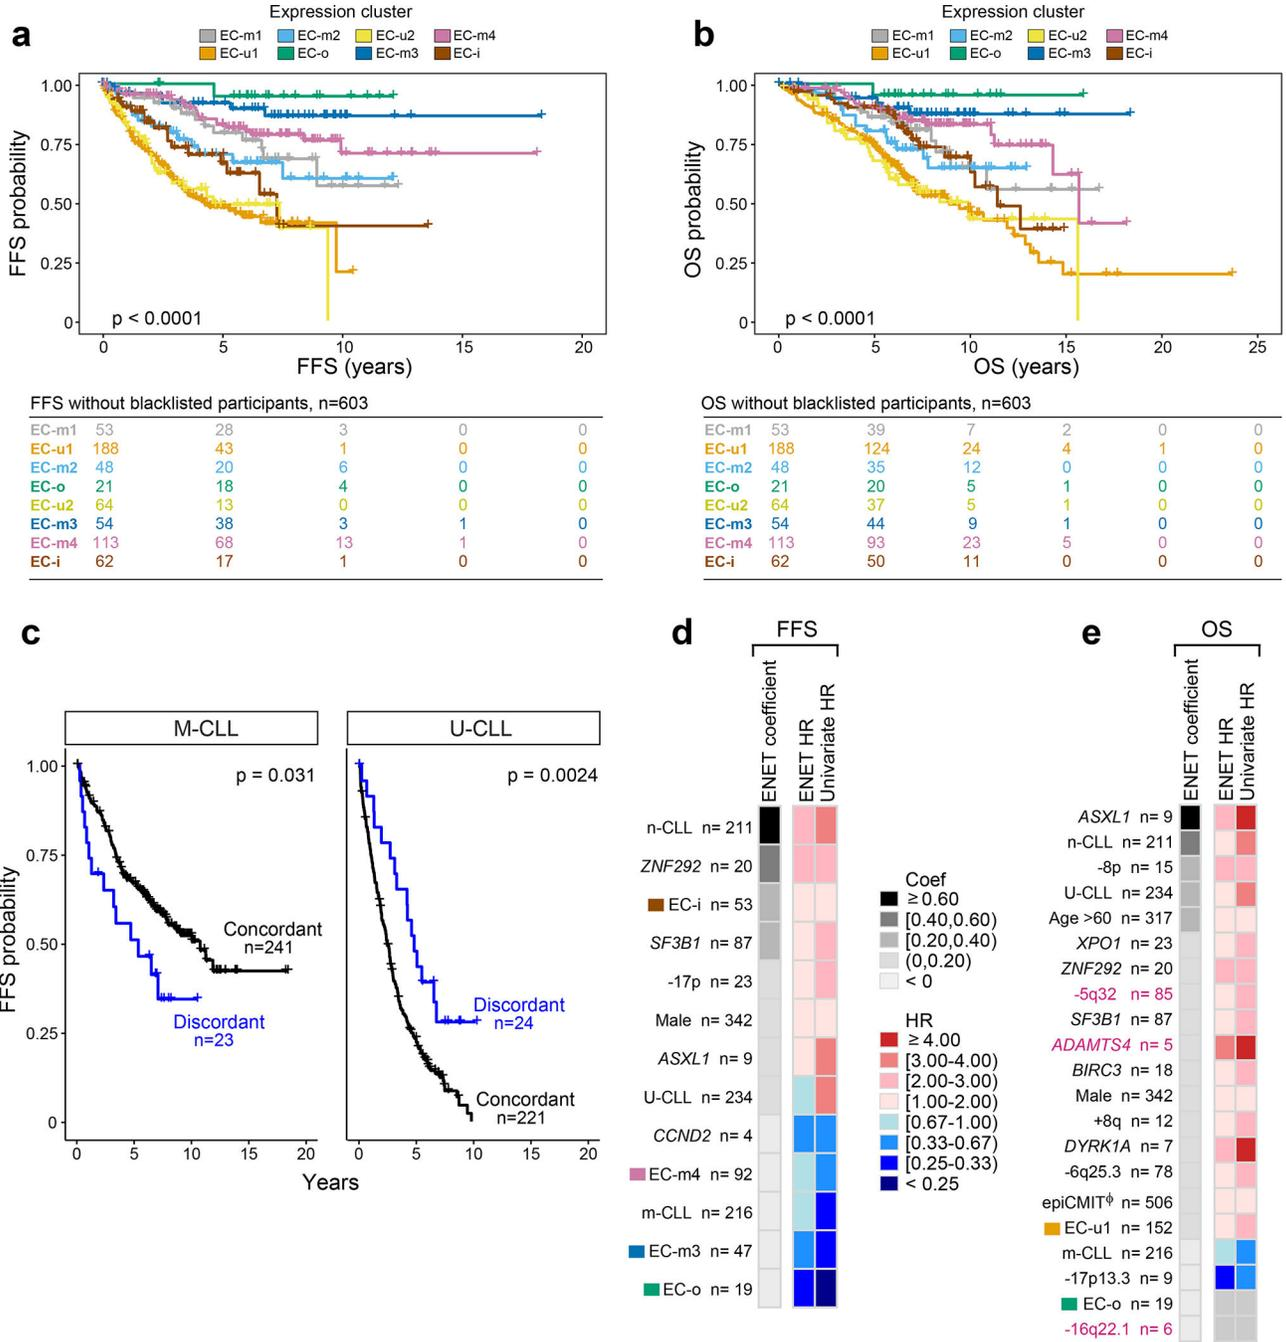 a
Expression cluster
EC-m1 EC-m2 EC-u2 EC-m4
EC-u1 EC-o EC-m3 EC-i
FFS probability
1.00
0.75
0.50
0.25
0
p < 0.0001
0 5 10 15 20
FFS (years)
FFS without blacklisted participants, n=603
EC-m1 53 28 3 0 0
EC-u1 188 43 1 0 0
EC-m2 48 20 6 0 0
EC-o 21 18 4 0 0
EC-u2 64 13 0 0 0
EC-m3 54 38 3 1 0
EC-m4 113 68 13 1 0
EC-i 62 17 1 0 0
b
Expression cluster
EC-m1 EC-m2 EC-u2 EC-m4
EC-u1 EC-o EC-m3 EC-i
OS probability
1.00
0.75
0.50
0.25
0
p < 0.0001
0 5 10 15 20 25
OS (years)
OS without blacklisted participants, n=603
EC-m1 53 39 7 2 0 0
EC-u1 188 124 24 4 1 0
EC-m2 48 35 12 0 0 0
EC-o 21 20 5 1 0 0
EC-u2 64 37 5 1 0 0
EC-m3 54 44 9 1 0 0
EC-m4 113 93 23 5 0 0
EC-i 62 50 11 0 0 0
c
M-CLL
U-CLL
FFS probability
1.00
0.75
0.50
0.25
0
p = 0.031
Concordant
n=241
Discordant
n=23
0 5 10 15 20
p = 0.0024
Discordant
n=24
Concordant
n=221
0 5 10 15 20
Years
d
FFS
ENET coefficient
ENET HR
Univariate HR
n-CLL n= 211
ZNF292 n= 20
EC-i n= 53
SF3B1 n= 87
-17p n= 23
Male n= 342
ASXL1 n= 9
U-CLL n= 234
CCND2 n= 4
EC-m4 n= 92
m-CLL n= 216
EC-m3 n= 47
EC-o n= 19
Coef
≥ 0.60
[0.40,0.60)
[0.20,0.40)
(0,0.20)
< 0
HR
≥ 4.00
[3.00-4.00)
[2.00-3.00)
[1.00-2.00)
[0.67-1.00)
[0.33-0.67)
[0.25-0.33)
< 0.25
e
OS
ENET coefficient
ENET HR
Univariate HR
ASXL1 n= 9
n-CLL n= 211
-8p n= 15
U-CLL n= 234
Age >60 n= 317
XPO1 n= 23
ZNF292 n= 20
-5q32 n= 85
SF3B1 n= 87
ADAMTS4 n= 5
BIRC3 n= 18
Male n= 342
+8q n= 12
DYRK1A n= 7
-6q25.3 n= 78
epiCMITᶲ n= 506
EC-u1 n= 152
m-CLL n= 216
-17p13.3 n= 9
EC-o n= 19
-16q22.1 n= 6